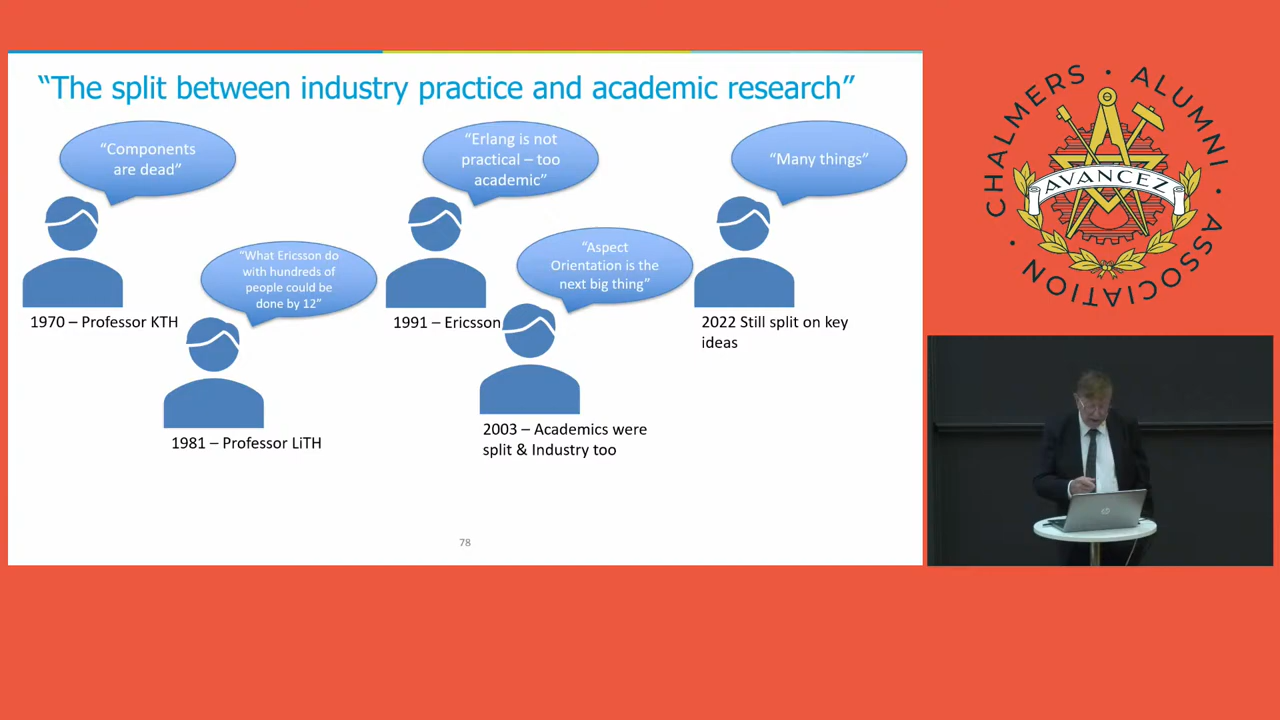 “The split between industry practice and academic research”
“Components
are dead”
“Erlang is not
practical – too
academic”
“Many things”
“What Ericsson do
with hundreds of
people could be
done by 12”
“Aspect
Orientation is the
next big thing”
1970 – Professor KTH
1991 – Ericsson
2022 Still split on key
ideas
1981 – Professor LiTH
2003 – Academics were
split & Industry too
78
CHALMERS · ALUMNI · ASSOCIATION ·
AVANCEZ